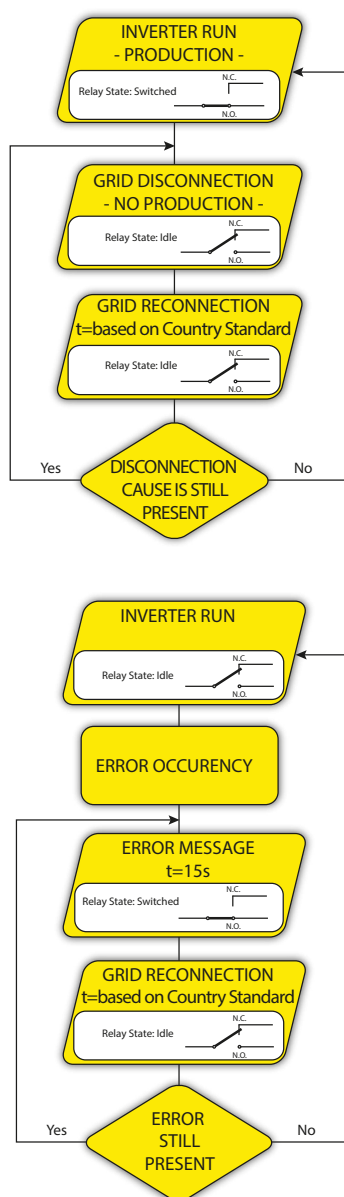 INVERTER RUN
- PRODUCTION -
N.C.
Relay State: Switched
N.O.
GRID DISCONNECTION
- NO PRODUCTION -
N.C.
Relay State: Idle
N.O.
GRID RECONNECTION
t=based on Country Standard
N.C.
Relay State: Idle
N.O.
Yes
DISCONNECTION
CAUSE IS STILL
PRESENT
No
INVERTER RUN
N.C.
Relay State: Idle
N.O.
ERROR OCCURENCY
ERROR MESSAGE
t=15s
N.C.
Relay State: Switched
N.O.
GRID RECONNECTION
t=based on Country Standard
N.C.
Relay State: Idle
N.O.
Yes
ERROR
STILL
PRESENT
No